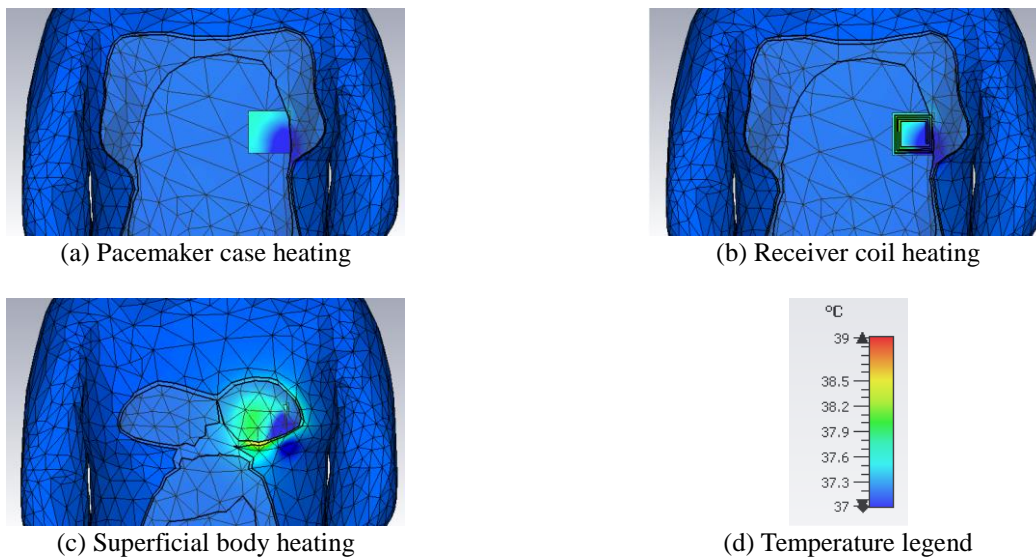 (a) Pacemaker case heating
(b) Receiver coil heating
(c) Superficial body heating
°C
39
38.5
38.2
37.9
37.6
37.3
37
(d) Temperature legend